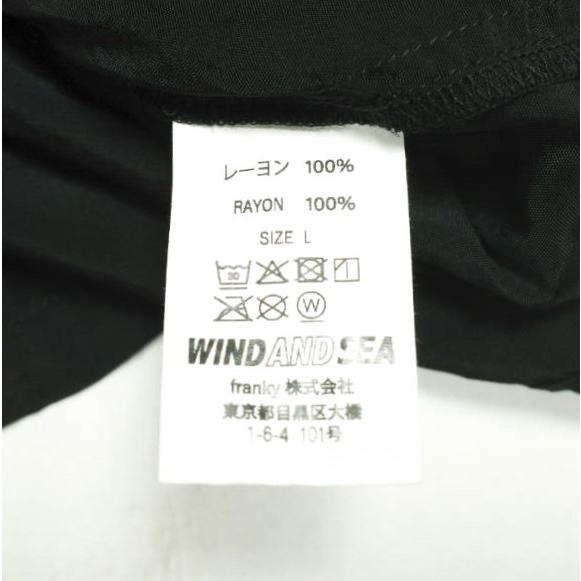 レーヨン 100%
RAYON 100%
SIZE L
30
W
WINDANDSEA
franky 株式会社
東京都目黒区大橋
1-6-4 101号